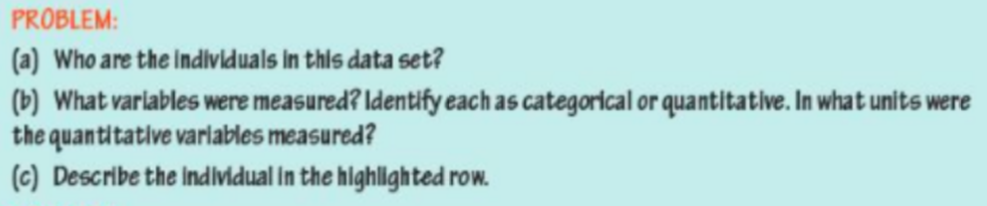 PROBLEM:
(a) Who are the individuals in this data set?
(b) What variables were measured? Identify each as categorical or quantitative. In what units were
the quantitative variables measured?
(c) Describe the individual in the highlighted row.